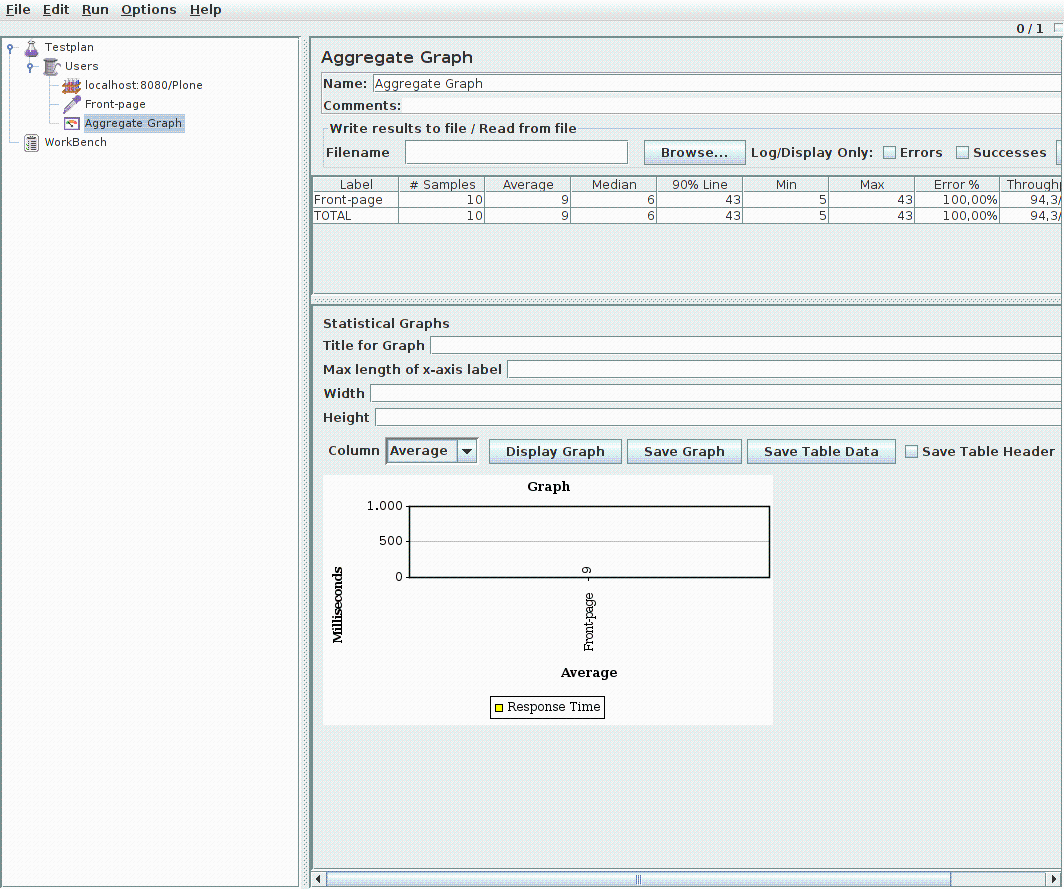 File Edit Run Options Help
0 / 1
Testplan
Users
localhost:8080/Plone
Front-page
Aggregate Graph
WorkBench
Aggregate Graph
Name: Aggregate Graph
Comments:
Write results to file / Read from file
Filename Browse... Log/Display Only: Errors Successes
Label # Samples Average Median 90% Line Min Max Error % Through
Front-page 10 9 6 43 5 43 100,00% 94,3/
TOTAL 10 9 6 43 5 43 100,00% 94,3/
Statistical Graphs
Title for Graph
Max length of x-axis label
Width
Height
Column Average Display Graph Save Graph Save Table Data Save Table Header
Graph
1.000
500
0
9
Milliseconds
Front-page
Average
Response Time